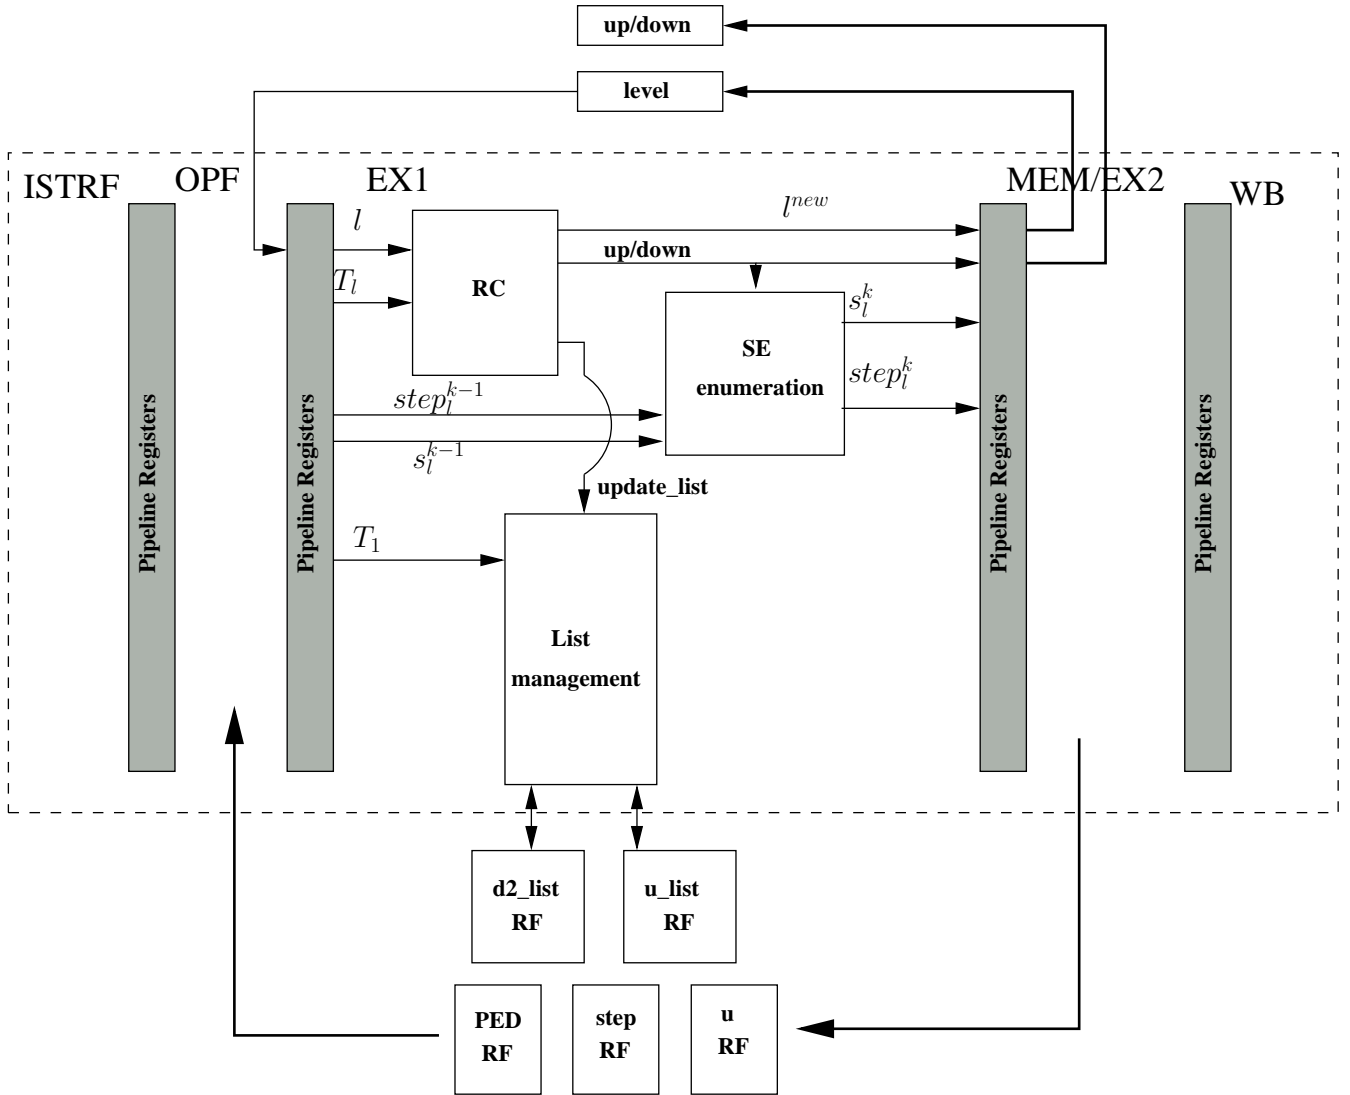 up/down
level
ISTRF
OPF
EX1
MEM/EX2
WB
l
l^{new}
up/down
T_l
RC
s_l^k
SE
enumeration
step_l^k
step_l^{k-1}
s_l^{k-1}
update_list
Pipeline Registers
Pipeline Registers
Pipeline Registers
Pipeline Registers
T_1
List
management
d2_list
RF
u_list
RF
PED
RF
step
RF
u
RF